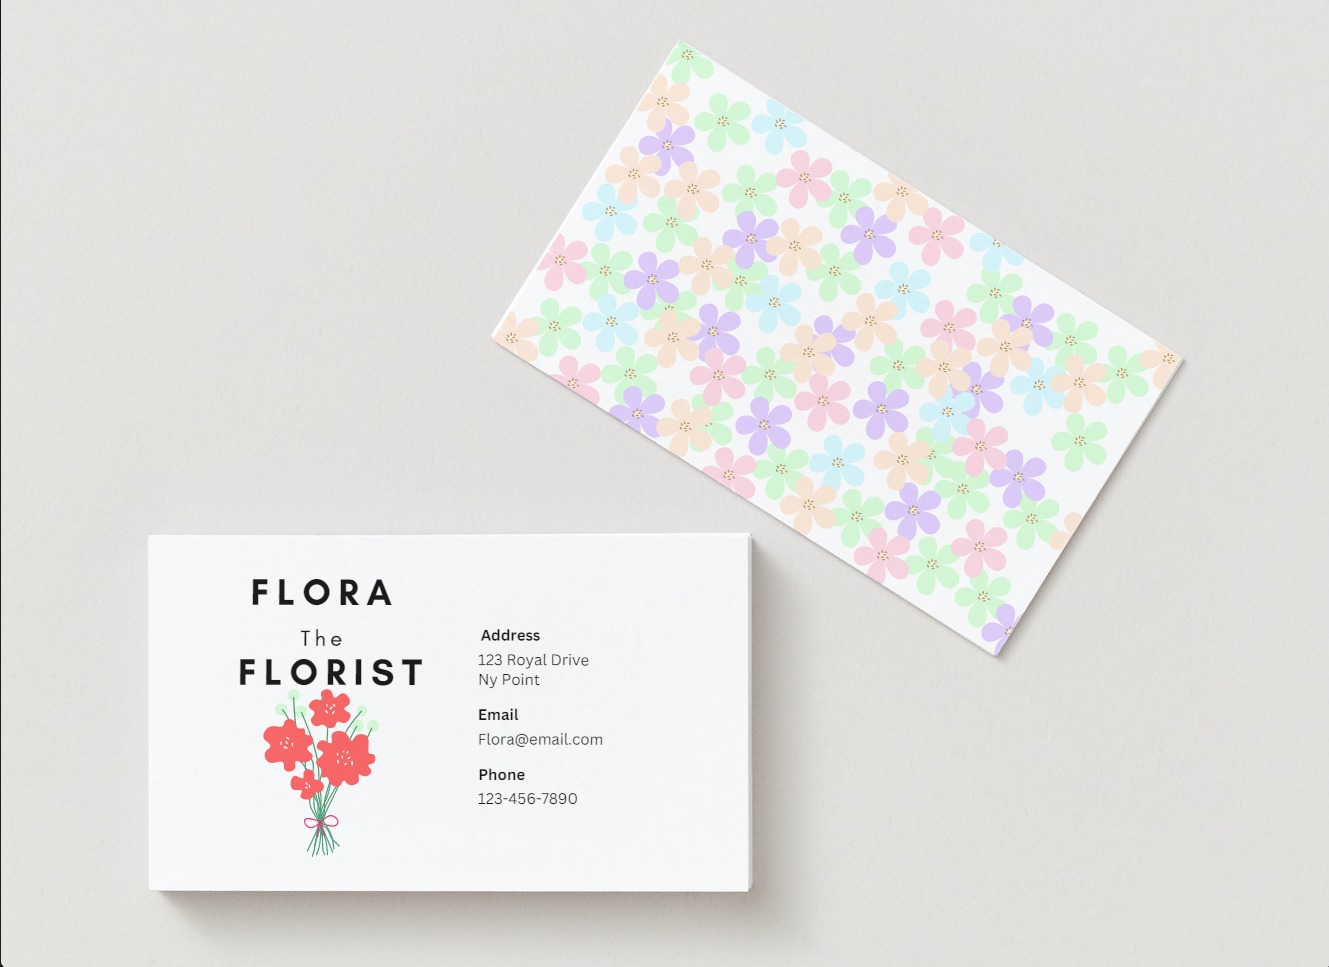 FLORA
The
FLORIST
Address
123 Royal Drive
Ny Point
Email
Flora@email.com
Phone
123-456-7890